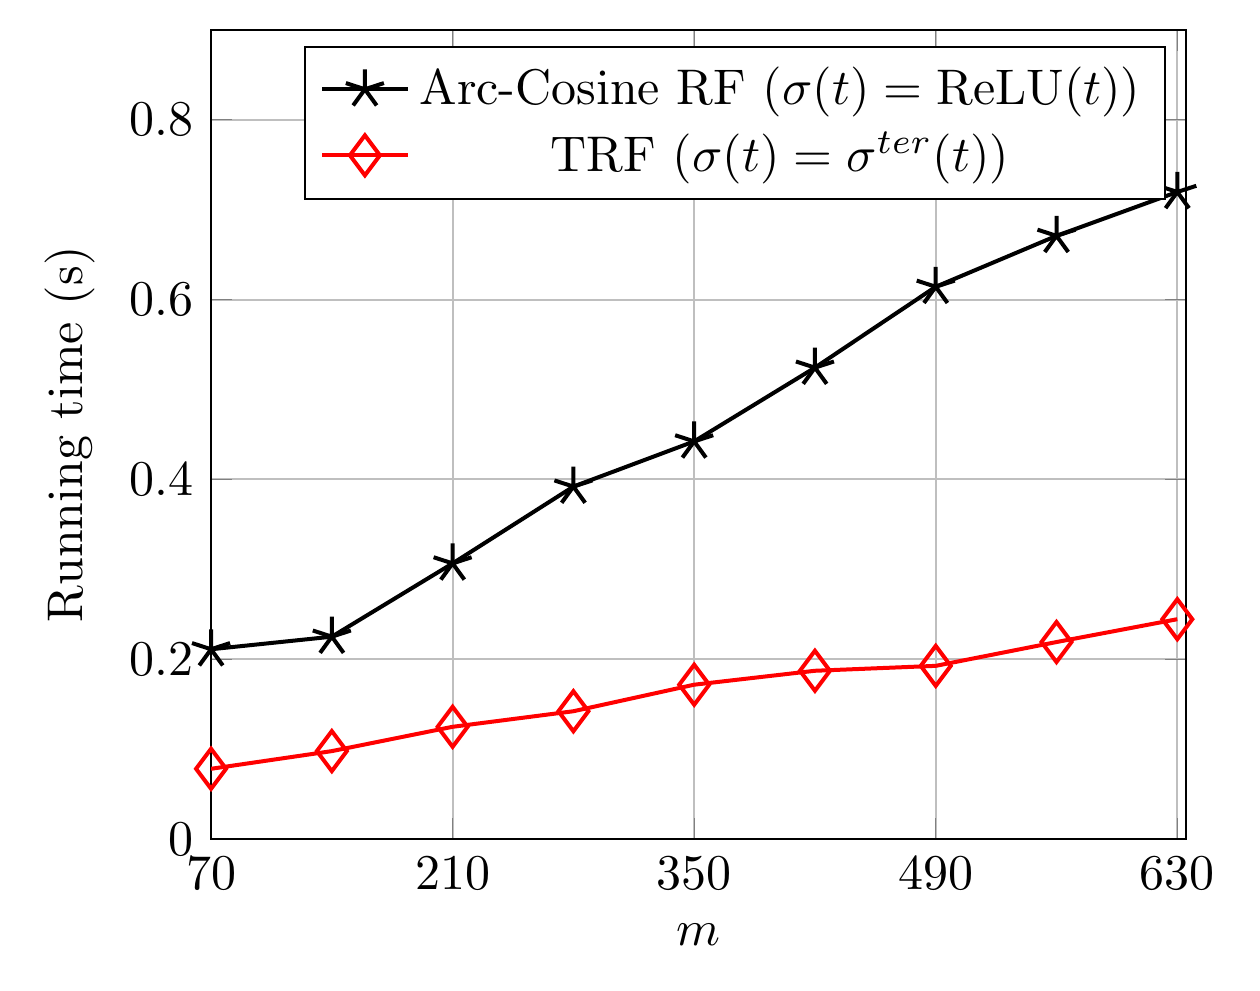 Arc-Cosine RF (σ(t) = ReLU(t))
TRF (σ(t) = σ^{ter}(t))
0.8
0.6
0.4
0.2
0
Running time (s)
70 210 350 490 630
m